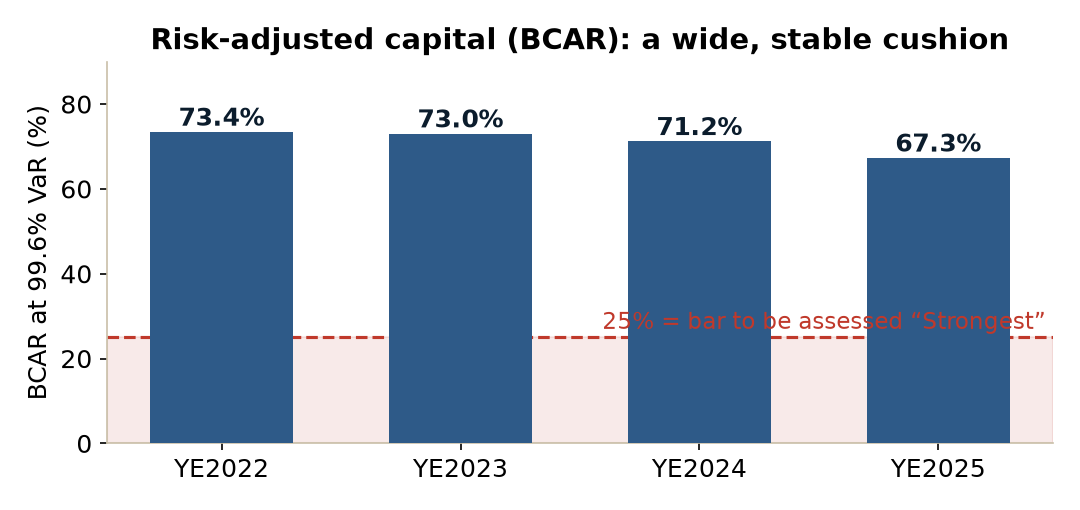 Risk-adjusted capital (BCAR): a wide, stable cushion
BCAR at 99.6% VaR (%)
80
60
40
20
0
73.4%
73.0%
71.2%
67.3%
25% = bar to be assessed “Strongest”
YE2022
YE2023
YE2024
YE2025